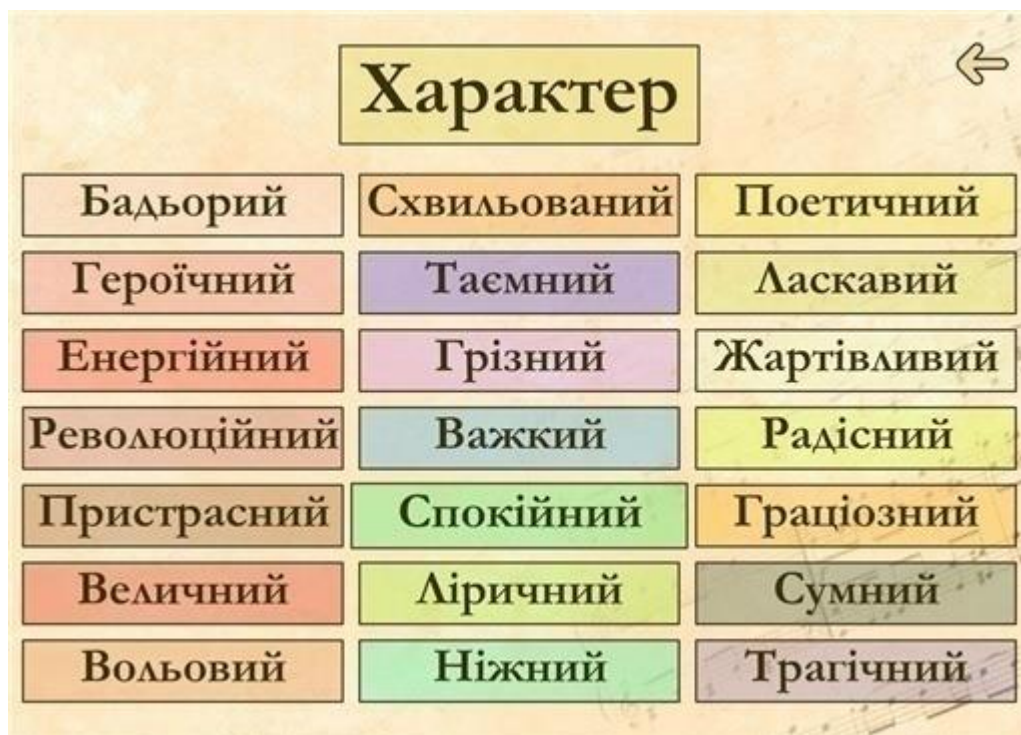 Характер
Бадьорий Схвильований Поетичний
Героїчний Таємний Ласкавий
Енергійний Грізний Жартівливий
Революційний Важкий Радісний
Пристрасний Спокійний Граціозний
Величний Ліричний Сумний
Вольовий Ніжний Трагічний